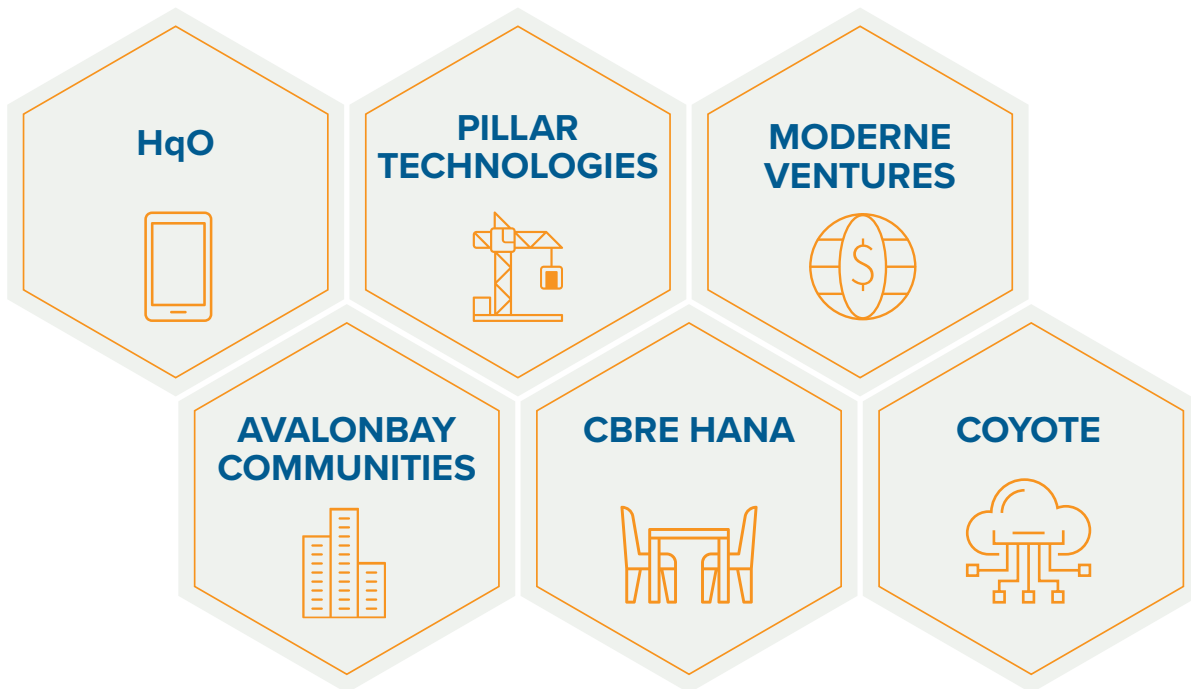 HqO
PILLAR
TECHNOLOGIES
MODERNE
VENTURES
$
AVALONBAY
COMMUNITIES
CBRE HANA
COYOTE